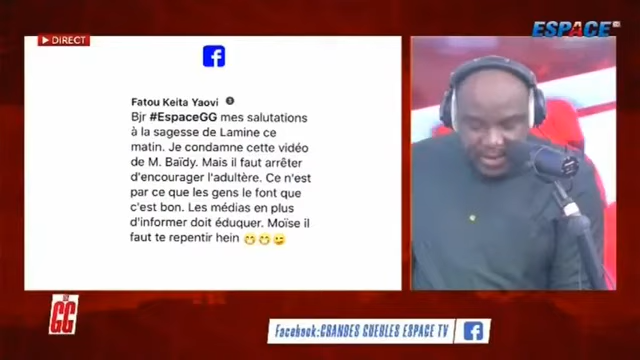 DIRECT
ESPACE
Fatou Keita Yaovi
Bjr #EspaceGG mes salutations
à la sagesse de Lamine ce
matin. Je condamne cette vidéo
de M. Baïdy. Mais il faut arrêter
d'encourager l'adultère. Ce n'est
par ce que les gens le font que
c'est bon. Les médias en plus
d'informer doit éduquer. Moïse il
faut te repentir hein 😁😁😉
GG
Facebook:GRANDES GUEULES ESPACE TV